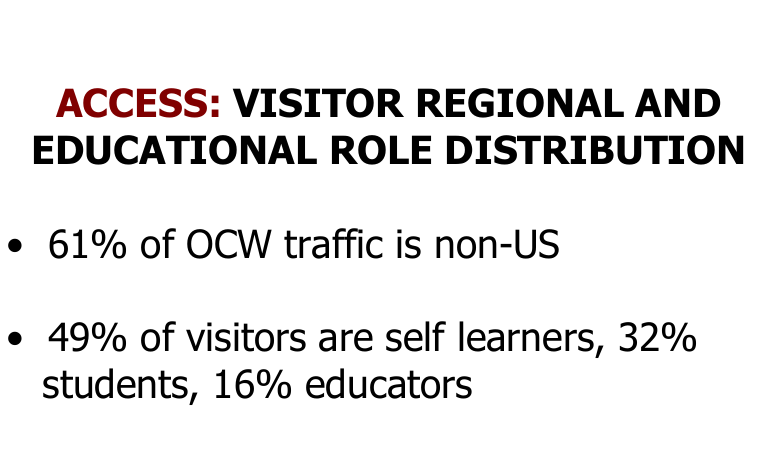 ACCESS: VISITOR REGIONAL AND
EDUCATIONAL ROLE DISTRIBUTION
• 61% of OCW traffic is non-US
• 49% of visitors are self learners, 32%
students, 16% educators